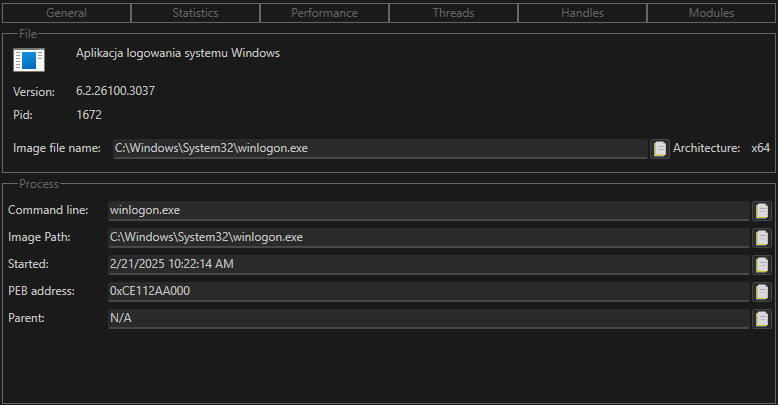 General Statistics Performance Threads Handles Modules
File
Aplikacja logowania systemu Windows
Version: 6.2.26100.3037
Pid: 1672
Image file name: C:\Windows\System32\winlogon.exe Architecture: x64
Process
Command line: winlogon.exe
Image Path: C:\Windows\System32\winlogon.exe
Started: 2/21/2025 10:22:14 AM
PEB address: 0xCE112AA000
Parent: N/A